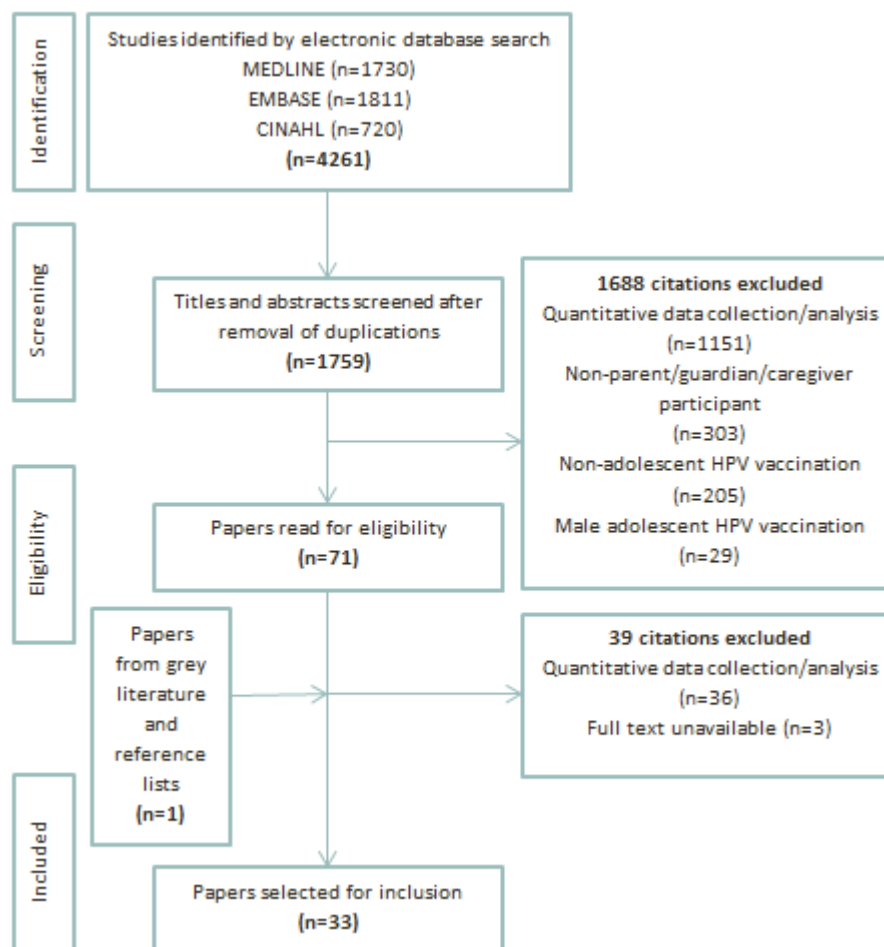 Identification
Studies identified by electronic database search
MEDLINE (n=1730)
EMBASE (n=1811)
CINAHL (n=720)
(n=4261)
Screening
Titles and abstracts screened after
removal of duplications
(n=1759)
1688 citations excluded
Quantitative data collection/analysis
(n=1151)
Non-parent/guardian/caregiver
participant
(n=303)
Non-adolescent HPV vaccination
(n=205)
Male adolescent HPV vaccination
(n=29)
Eligibility
Papers read for eligibility
(n=71)
Papers
from grey
literature
and
reference
lists
(n=1)
39 citations excluded
Quantitative data collection/analysis
(n=36)
Full text unavailable (n=3)
Included
Papers selected for inclusion
(n=33)